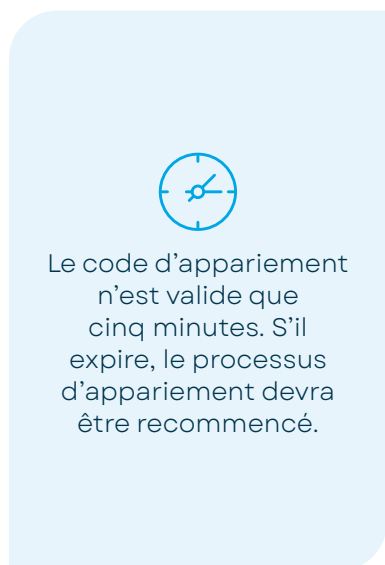 Le code d’appariement
n’est valide que
cinq minutes. S’il
expire, le processus
d’appariement devra
être recommencé.